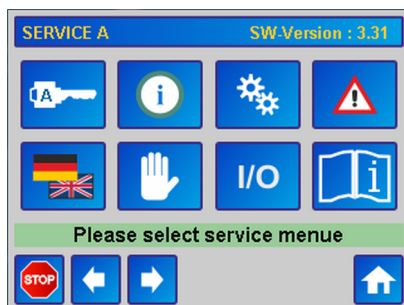 SERVICE A SW-Version : 3.31
A i
I/O i
Please select service menue
STOP